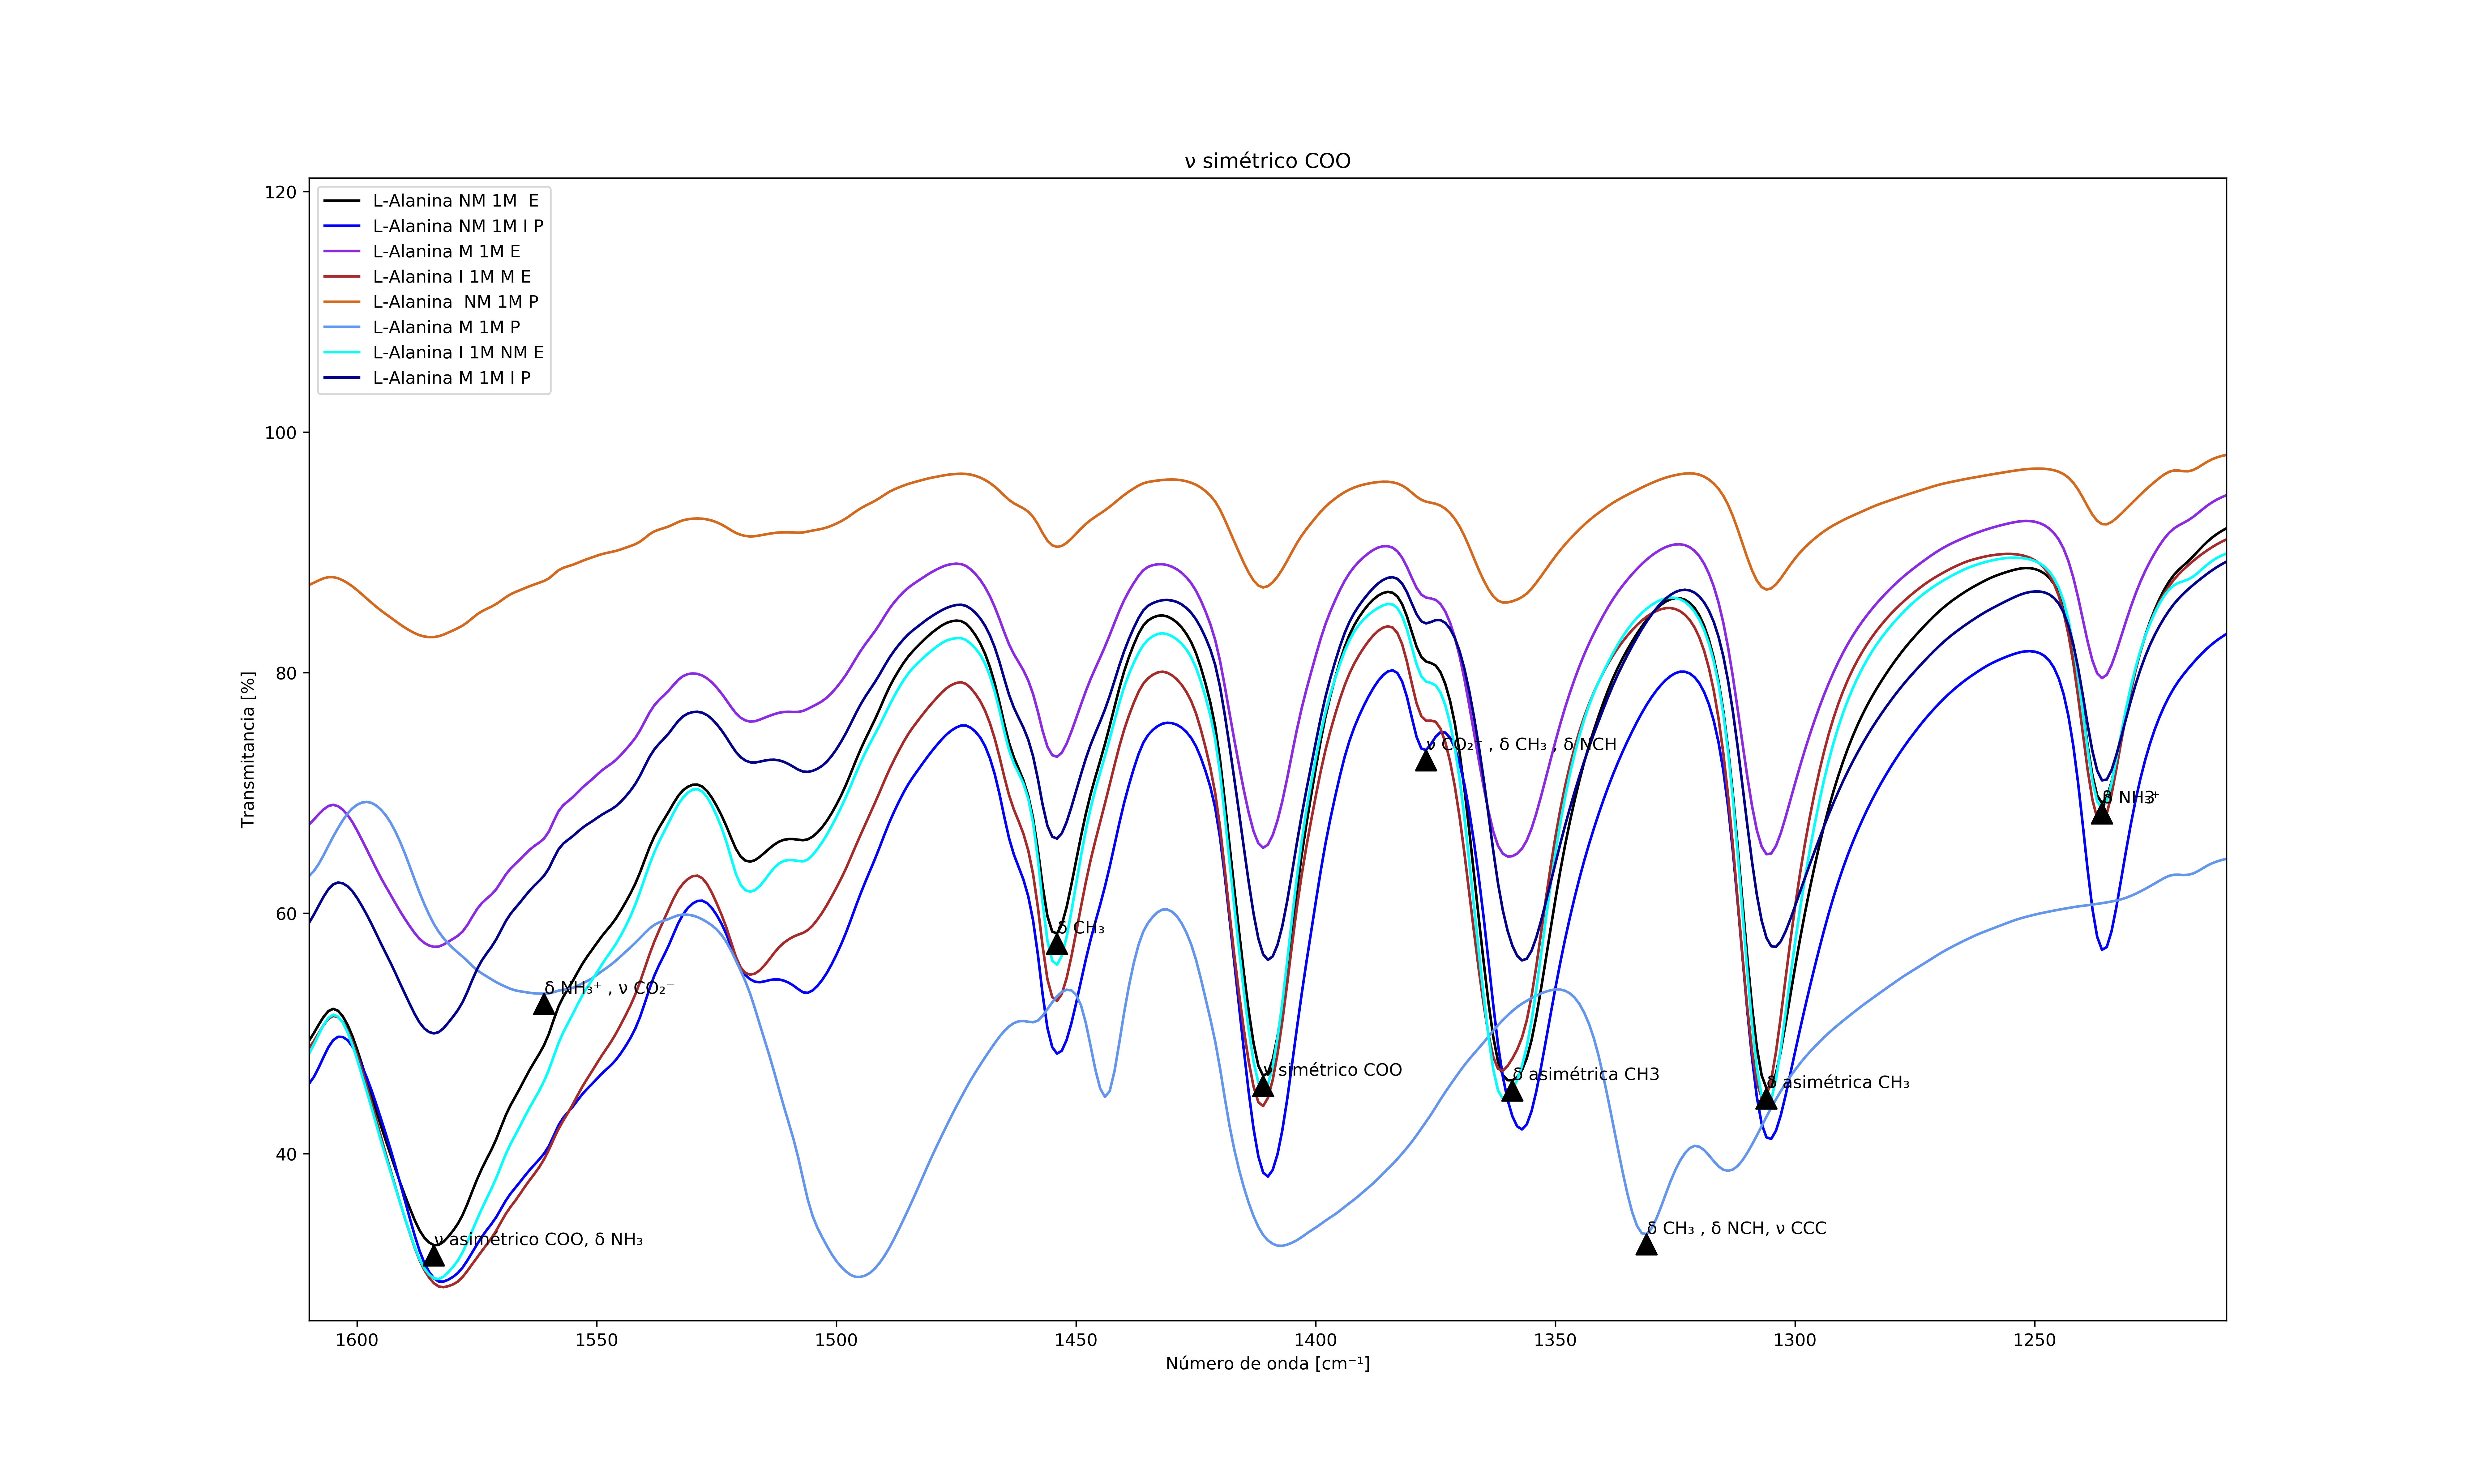 ν simétrico COO
120
100
80
60
40
Transmitancia [%]
L-Alanina NM 1M  E
L-Alanina NM 1M I P
L-Alanina M 1M E
L-Alanina I 1M M E
L-Alanina  NM 1M P
L-Alanina M 1M P
L-Alanina I 1M NM E
L-Alanina M 1M I P
ν CO₂⁻ , δ CH₃ , δ NCH
δ CH₃
δ NH₃⁺ , ν CO₂⁻
ν simétrico COO
δ asimétrica CH3
δ asimétrica CH₃
ν asimétrico COO, δ NH₃
δ CH₃ , δ NCH, ν CCC
1600 1550 1500 1450 1400 1350 1300 1250
Número de onda [cm⁻¹]